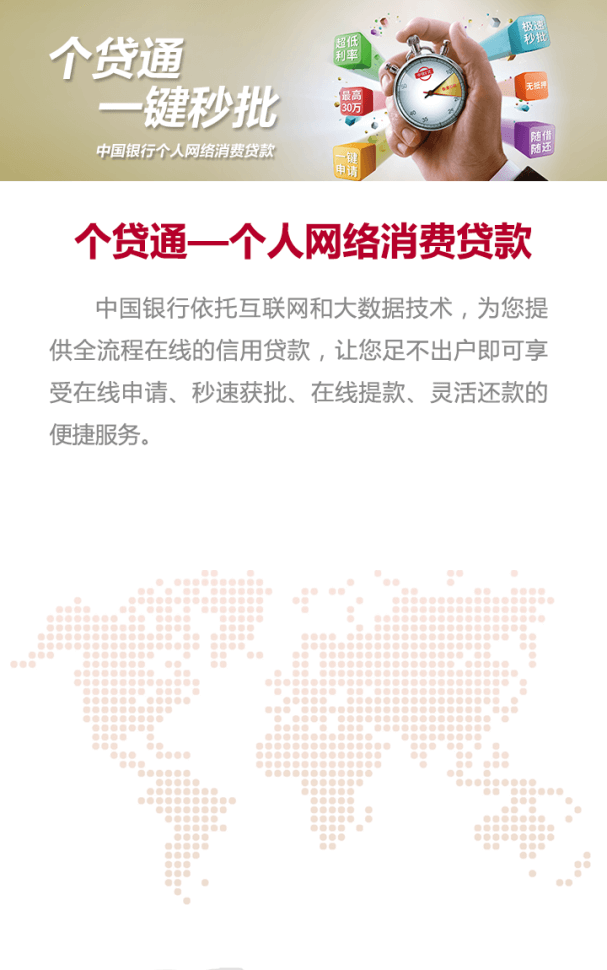 个贷通
一键秒批
中国银行个人网络消费贷款
超低
利率
最高
30万
一键
申请
极速
秒批
无抵押
随借
随还
个贷通—个人网络消费贷款
中国银行依托互联网和大数据技术，为您提
供全流程在线的信用贷款，让您足不出户即可享
受在线申请、秒速获批、在线提款、灵活还款的
便捷服务。